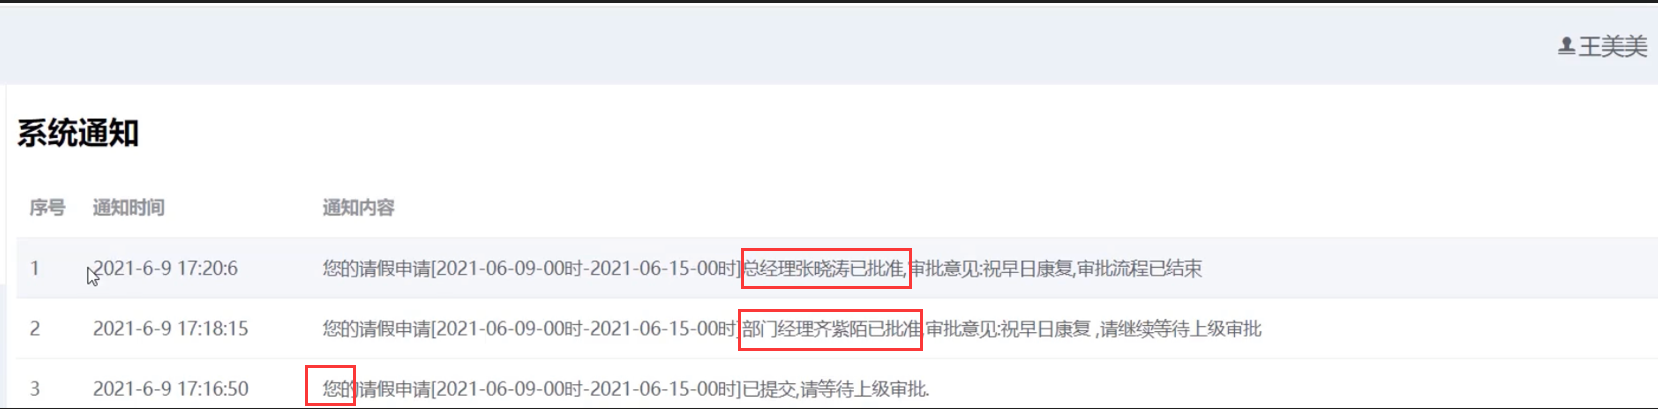 王美美
系统通知
序号 通知时间 通知内容
1 2021-6-9 17:20:6 您的请假申请[2021-06-09-00时-2021-06-15-00时]总经理张晓涛已批准,审批意见:祝早日康复,审批流程已结束
2 2021-6-9 17:18:15 您的请假申请[2021-06-09-00时-2021-06-15-00时]部门经理齐紫陌已批准,审批意见:祝早日康复 ,请继续等待上级审批
3 2021-6-9 17:16:50 您的请假申请[2021-06-09-00时-2021-06-15-00时]已提交,请等待上级审批.